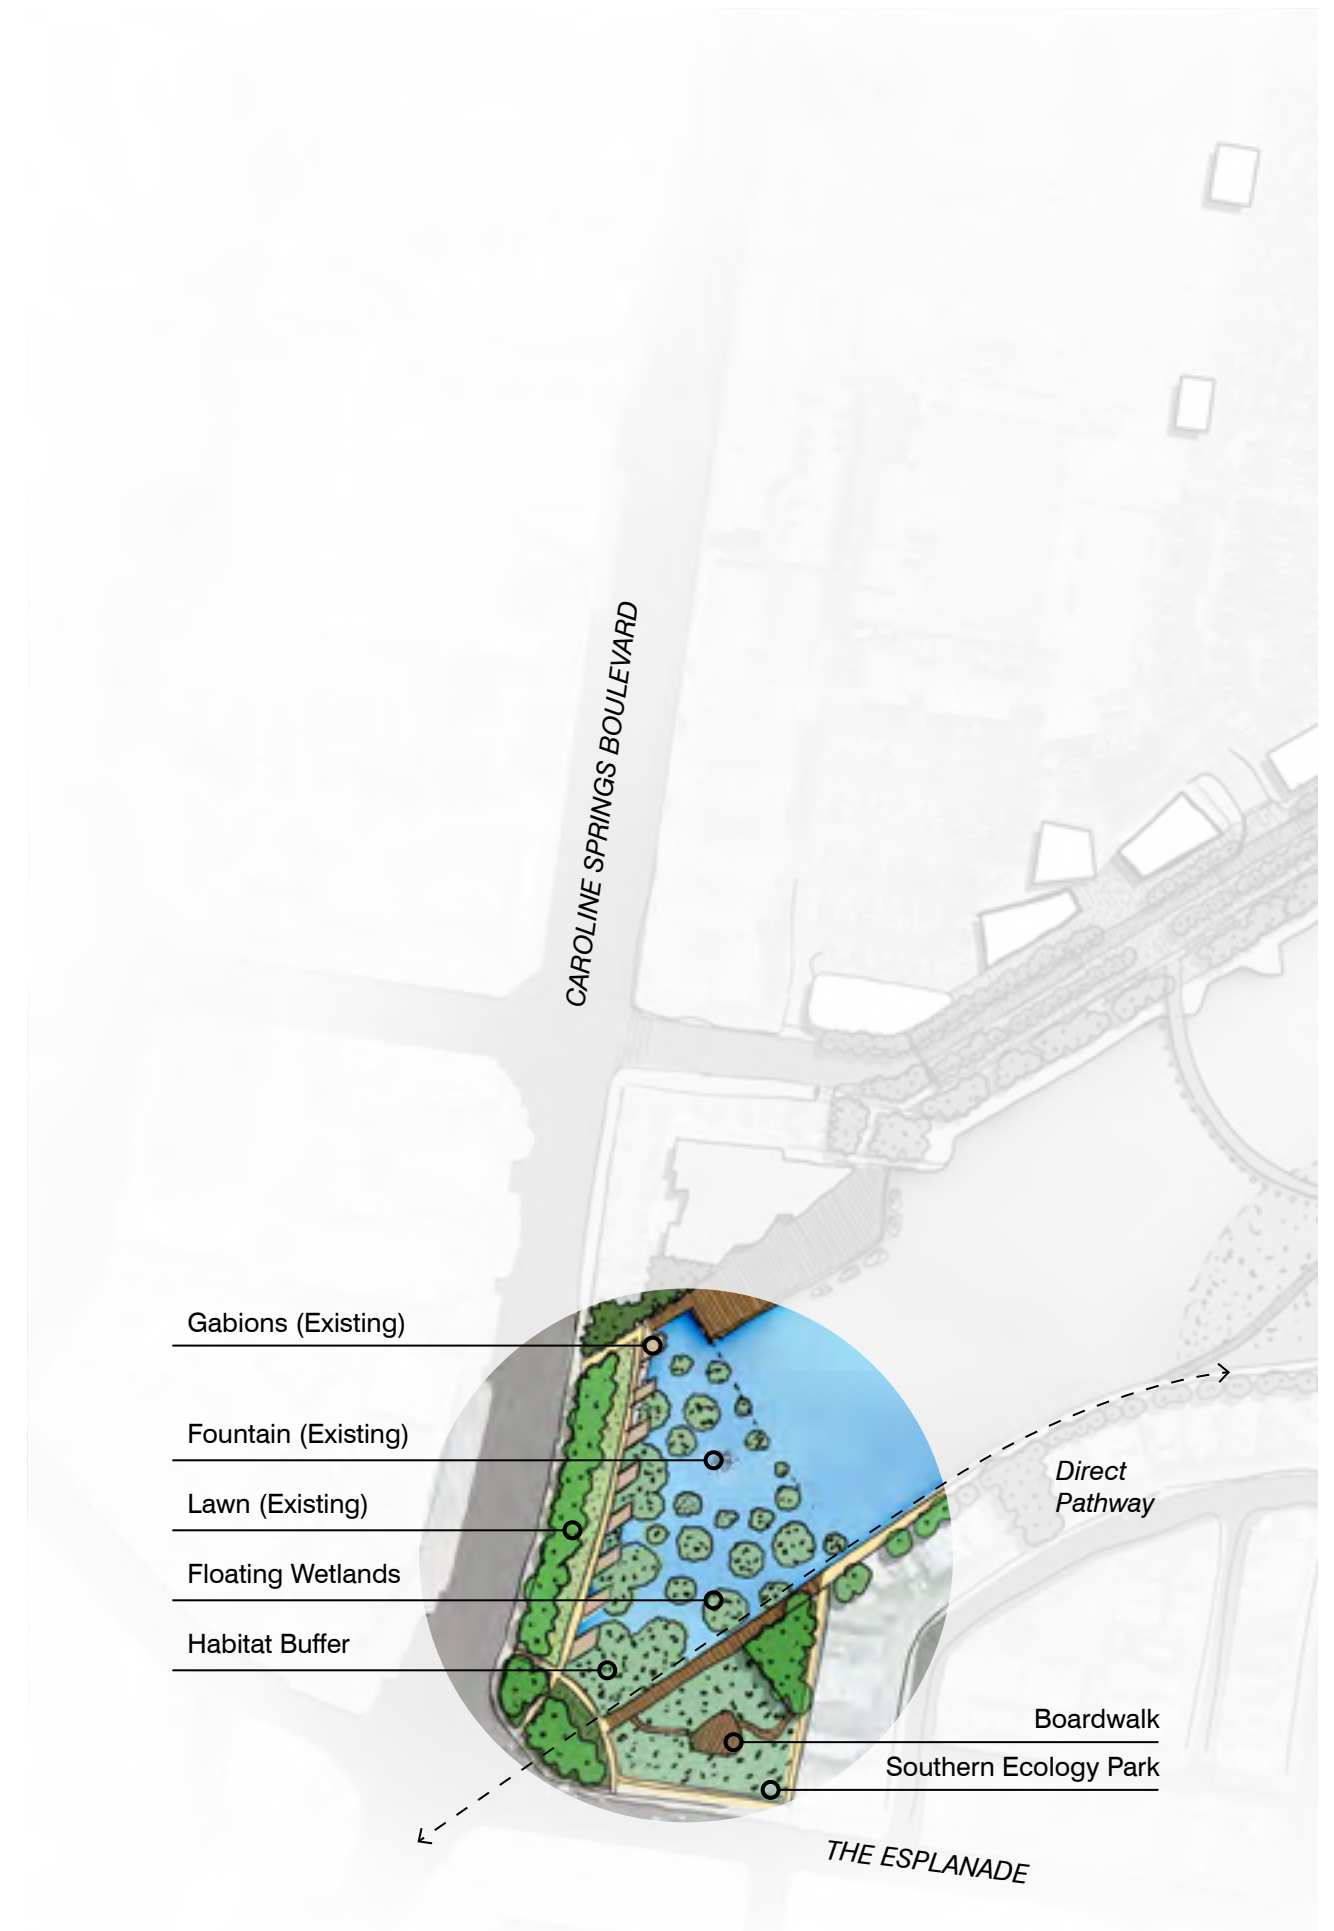 CAROLINE SPRINGS BOULEVARD
Gabions (Existing)
Fountain (Existing)
Lawn (Existing)
Floating Wetlands
Habitat Buffer
Direct
Pathway
Boardwalk
Southern Ecology Park
THE ESPLANADE